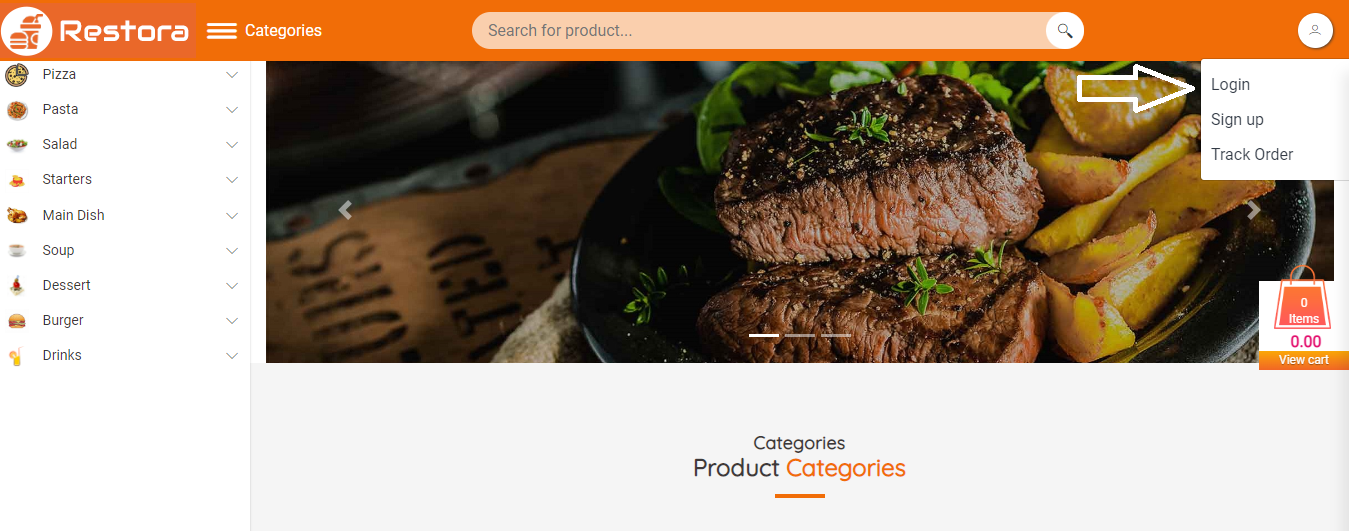 Restora
Categories
Search for product...
Login
Sign up
Track Order
Pizza
Pasta
Salad
Starters
Main Dish
Soup
Dessert
Burger
Drinks
0
Items
0.00
View cart
Categories
Product Categories